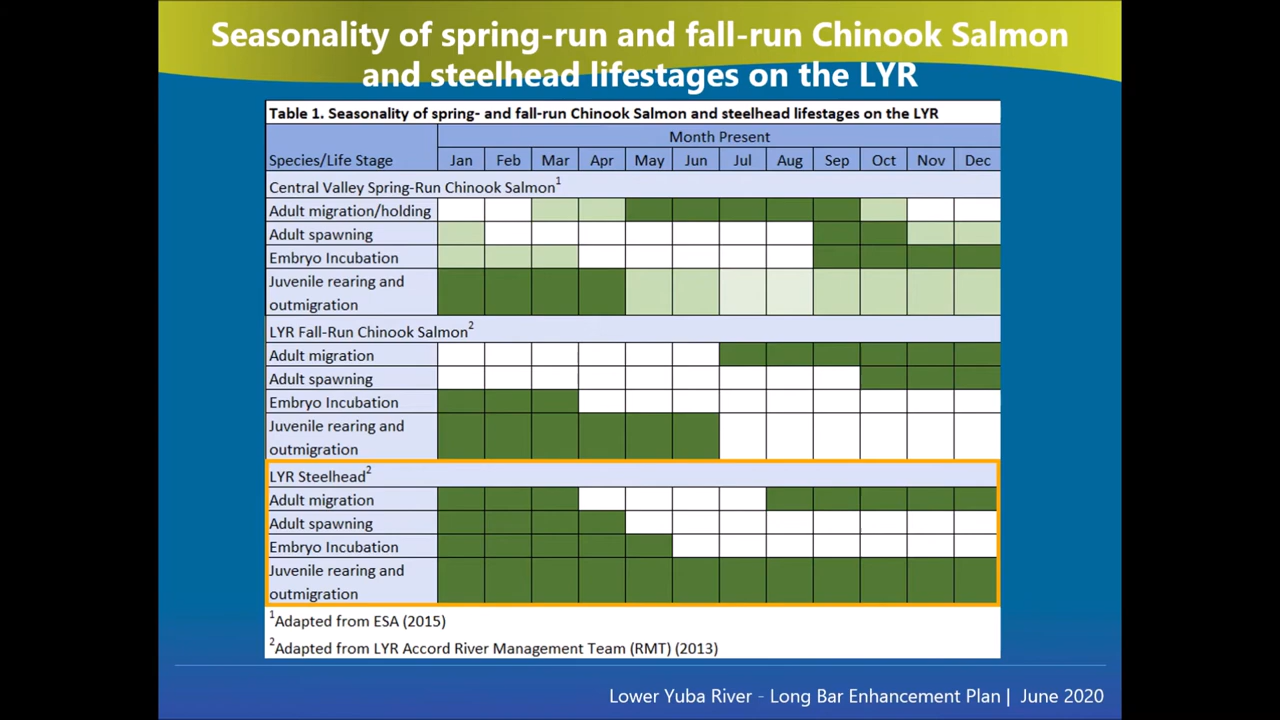 Seasonality of spring-run and fall-run Chinook Salmon
and steelhead lifestages on the LYR
Table 1. Seasonality of spring- and fall-run Chinook Salmon and steelhead lifestages on the LYR
Month Present
Species/Life Stage Jan Feb Mar Apr May Jun Jul Aug Sep Oct Nov Dec
Central Valley Spring-Run Chinook Salmon1
Adult migration/holding
Adult spawning
Embryo Incubation
Juvenile rearing and
outmigration
LYR Fall-Run Chinook Salmon2
Adult migration
Adult spawning
Embryo Incubation
Juvenile rearing and
outmigration
LYR Steelhead2
Adult migration
Adult spawning
Embryo Incubation
Juvenile rearing and
outmigration
1Adapted from ESA (2015)
2Adapted from LYR Accord River Management Team (RMT) (2013)
Lower Yuba River - Long Bar Enhancement Plan | June 2020